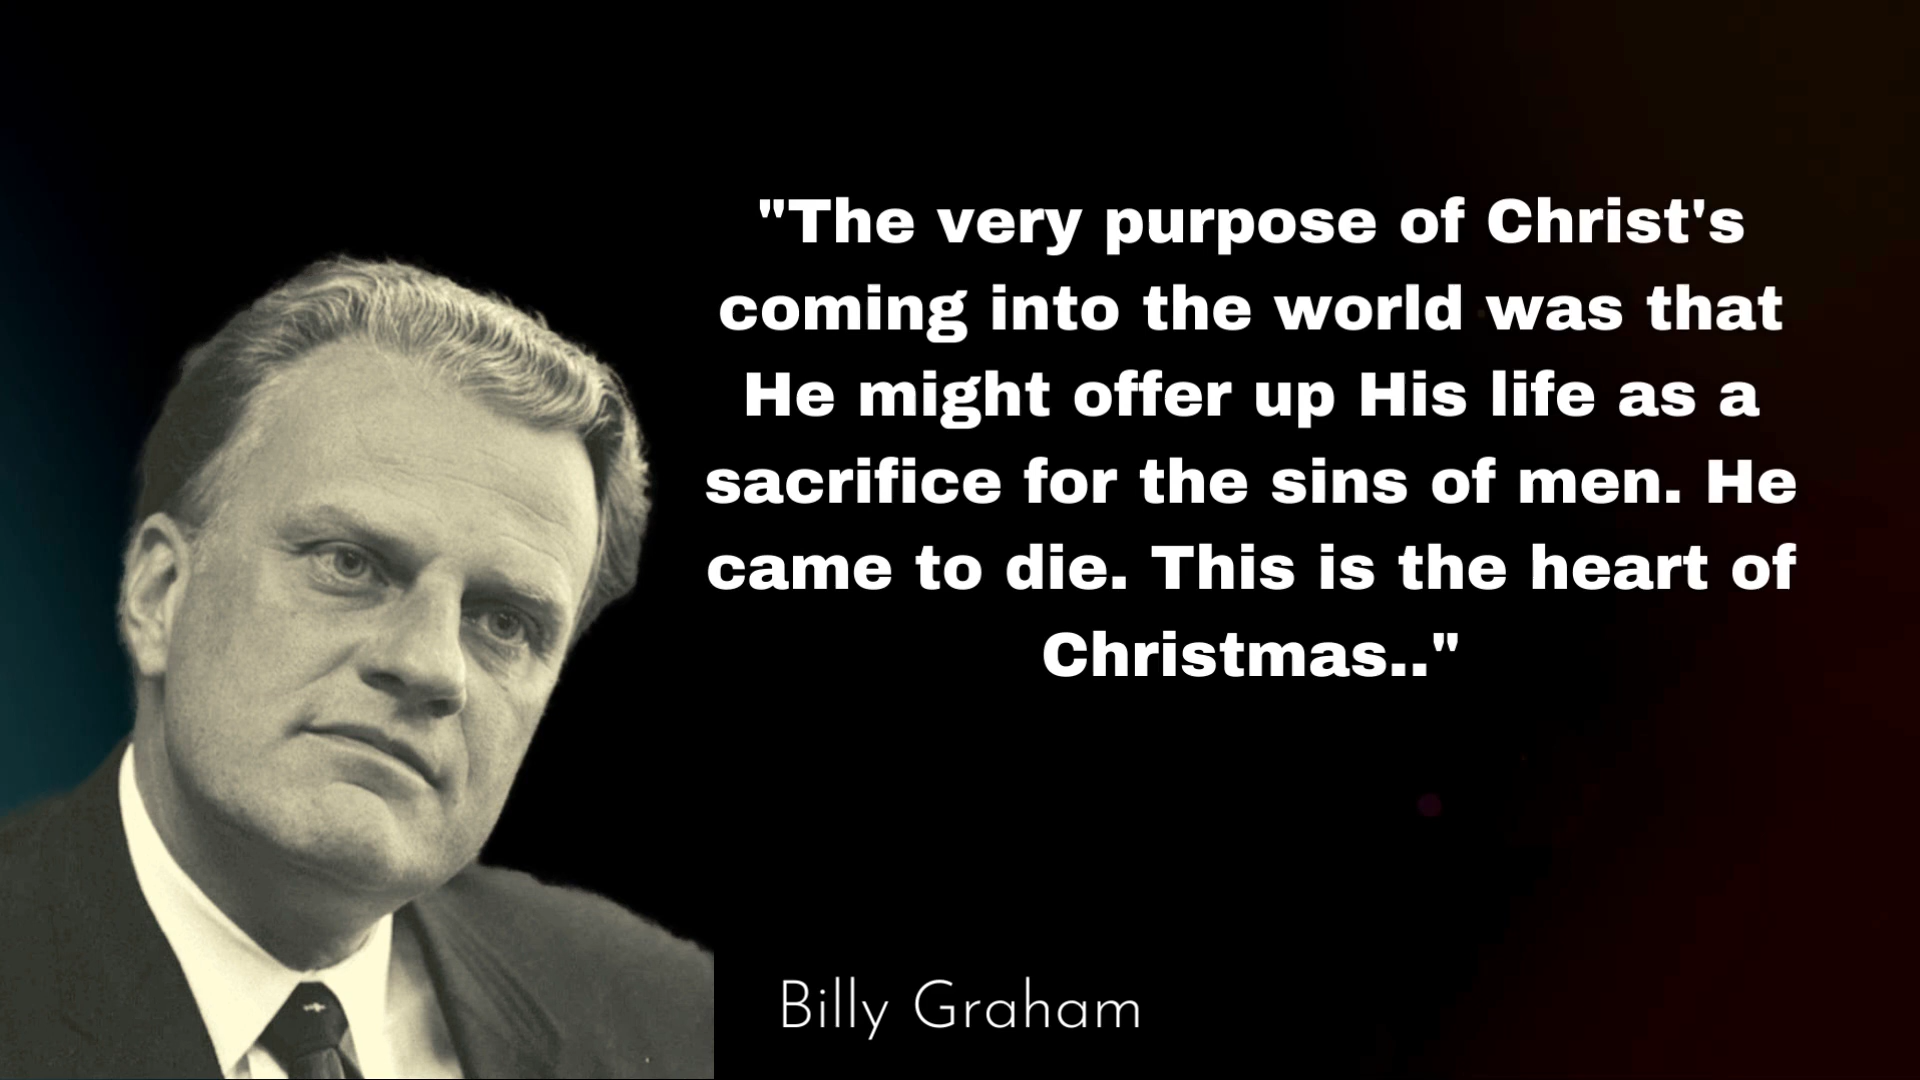 "The very purpose of Christ's
coming into the world was that
He might offer up His life as a
sacrifice for the sins of men. He
came to die. This is the heart of
Christmas.."
Billy Graham